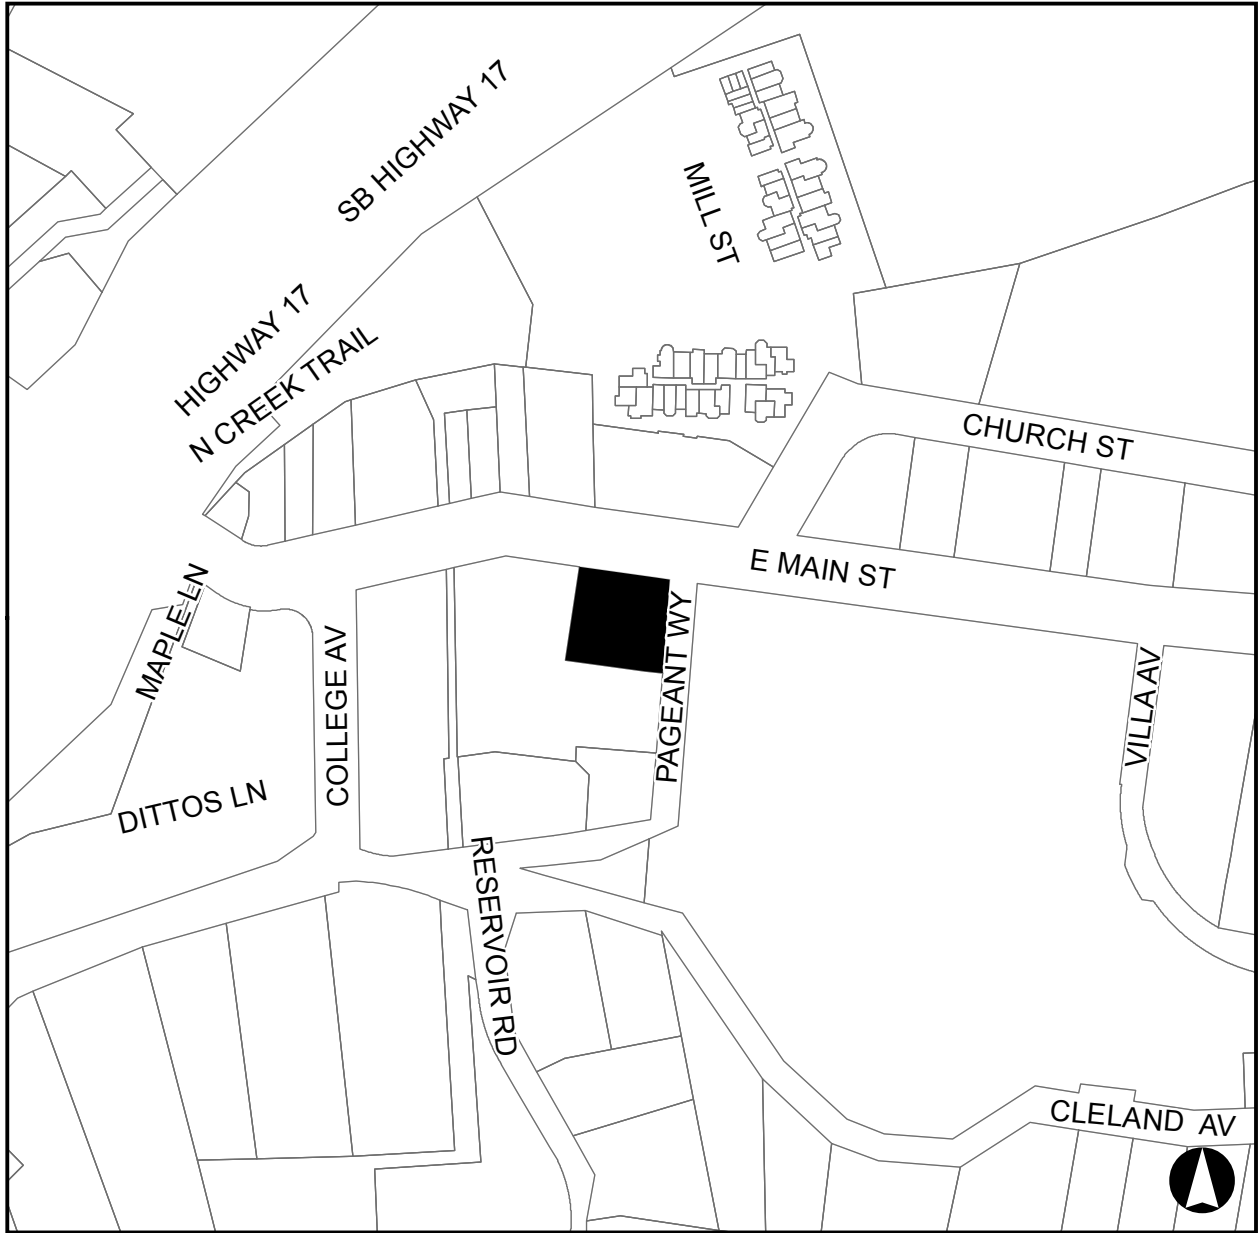 SB HIGHWAY 17
MILL ST
HIGHWAY 17
N CREEK TRAIL
CHURCH ST
E MAIN ST
MAPLE LN
PAGEANT WY
COLLEGE AV
VILLA AV
DITTOS LN
RESERVOIR RD
CLELAND AV